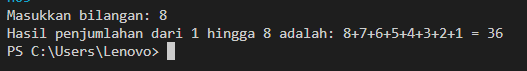 Masukkan bilangan: 8
Hasil penjumlahan dari 1 hingga 8 adalah: 8+7+6+5+4+3+2+1 = 36
PS C:\Users\Lenovo>